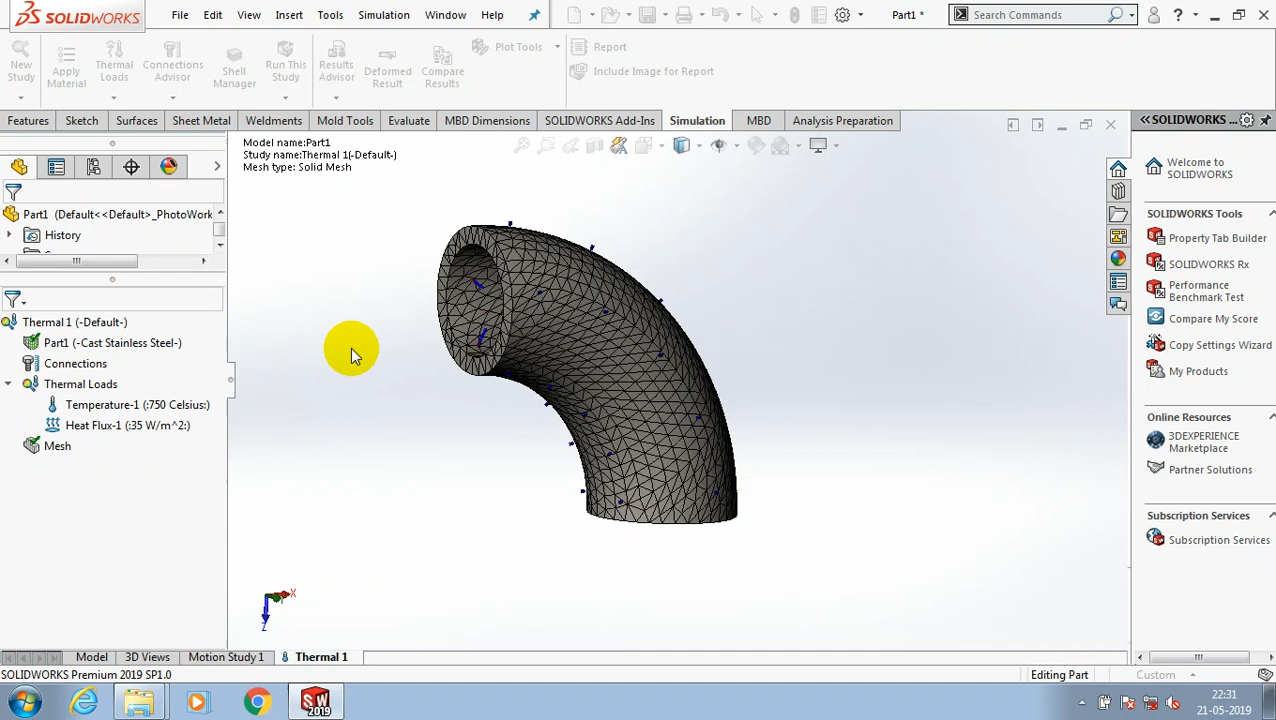 SOLIDWORKS File Edit View Insert Tools Simulation Window Help Part1 * Search Commands ?
New Study
Apply Material
Thermal Loads
Connections Advisor
Shell Manager
Run This Study
Results Advisor
Deformed Result
Compare Results
Plot Tools
Report
Include Image for Report
Features Sketch Surfaces Sheet Metal Weldments Mold Tools Evaluate MBD Dimensions SOLIDWORKS Add-Ins Simulation MBD Analysis Preparation
Model name:Part1
Study name:Thermal 1(-Default-)
Mesh type: Solid Mesh
Part1 (Default<<Default>_PhotoWork
History
Thermal 1 (-Default-)
Part1 (-Cast Stainless Steel-)
Connections
Thermal Loads
Temperature-1 (:750 Celsius:)
Heat Flux-1 (:35 W/m^2:)
Mesh
X
Z
SOLIDWORKS ...
Welcome to
SOLIDWORKS
SOLIDWORKS Tools
Property Tab Builder
SOLIDWORKS Rx
Performance
Benchmark Test
Compare My Score
Copy Settings Wizard
My Products
Online Resources
3DEXPERIENCE
Marketplace
Partner Solutions
Subscription Services
Subscription Services
Model 3D Views Motion Study 1 Thermal 1
SOLIDWORKS Premium 2019 SP1.0 Editing Part Custom
SW
2019
22:31
21-05-2019